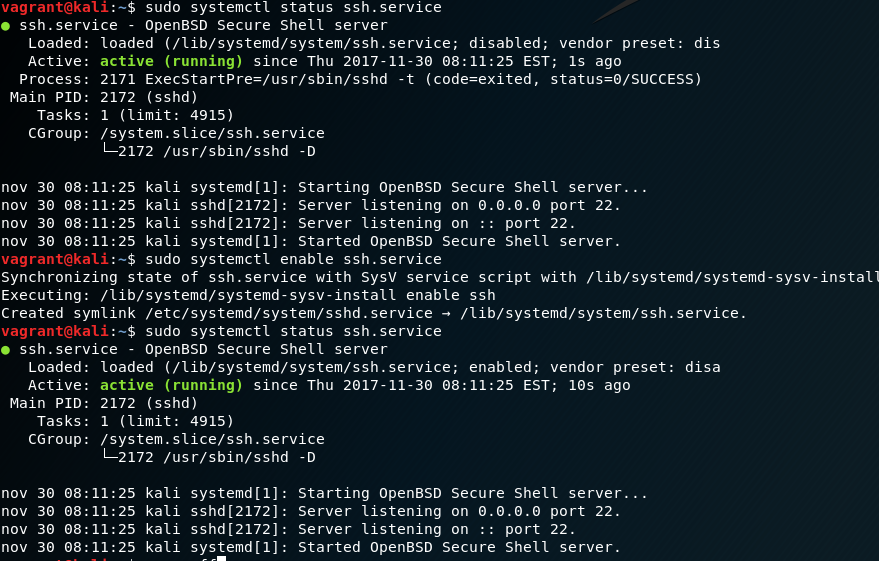 vagrant@kali:~$ sudo systemctl status ssh.service
● ssh.service - OpenBSD Secure Shell server
   Loaded: loaded (/lib/systemd/system/ssh.service; disabled; vendor preset: dis
   Active: active (running) since Thu 2017-11-30 08:11:25 EST; 1s ago
  Process: 2171 ExecStartPre=/usr/sbin/sshd -t (code=exited, status=0/SUCCESS)
 Main PID: 2172 (sshd)
    Tasks: 1 (limit: 4915)
   CGroup: /system.slice/ssh.service
           └─2172 /usr/sbin/sshd -D
nov 30 08:11:25 kali systemd[1]: Starting OpenBSD Secure Shell server...
nov 30 08:11:25 kali sshd[2172]: Server listening on 0.0.0.0 port 22.
nov 30 08:11:25 kali sshd[2172]: Server listening on :: port 22.
nov 30 08:11:25 kali systemd[1]: Started OpenBSD Secure Shell server.
vagrant@kali:~$ sudo systemctl enable ssh.service
Synchronizing state of ssh.service with SysV service script with /lib/systemd/systemd-sysv-install
Executing: /lib/systemd/systemd-sysv-install enable ssh
Created symlink /etc/systemd/system/sshd.service → /lib/systemd/system/ssh.service.
vagrant@kali:~$ sudo systemctl status ssh.service
● ssh.service - OpenBSD Secure Shell server
   Loaded: loaded (/lib/systemd/system/ssh.service; enabled; vendor preset: disa
   Active: active (running) since Thu 2017-11-30 08:11:25 EST; 10s ago
 Main PID: 2172 (sshd)
    Tasks: 1 (limit: 4915)
   CGroup: /system.slice/ssh.service
           └─2172 /usr/sbin/sshd -D
nov 30 08:11:25 kali systemd[1]: Starting OpenBSD Secure Shell server...
nov 30 08:11:25 kali sshd[2172]: Server listening on 0.0.0.0 port 22.
nov 30 08:11:25 kali sshd[2172]: Server listening on :: port 22.
nov 30 08:11:25 kali systemd[1]: Started OpenBSD Secure Shell server.